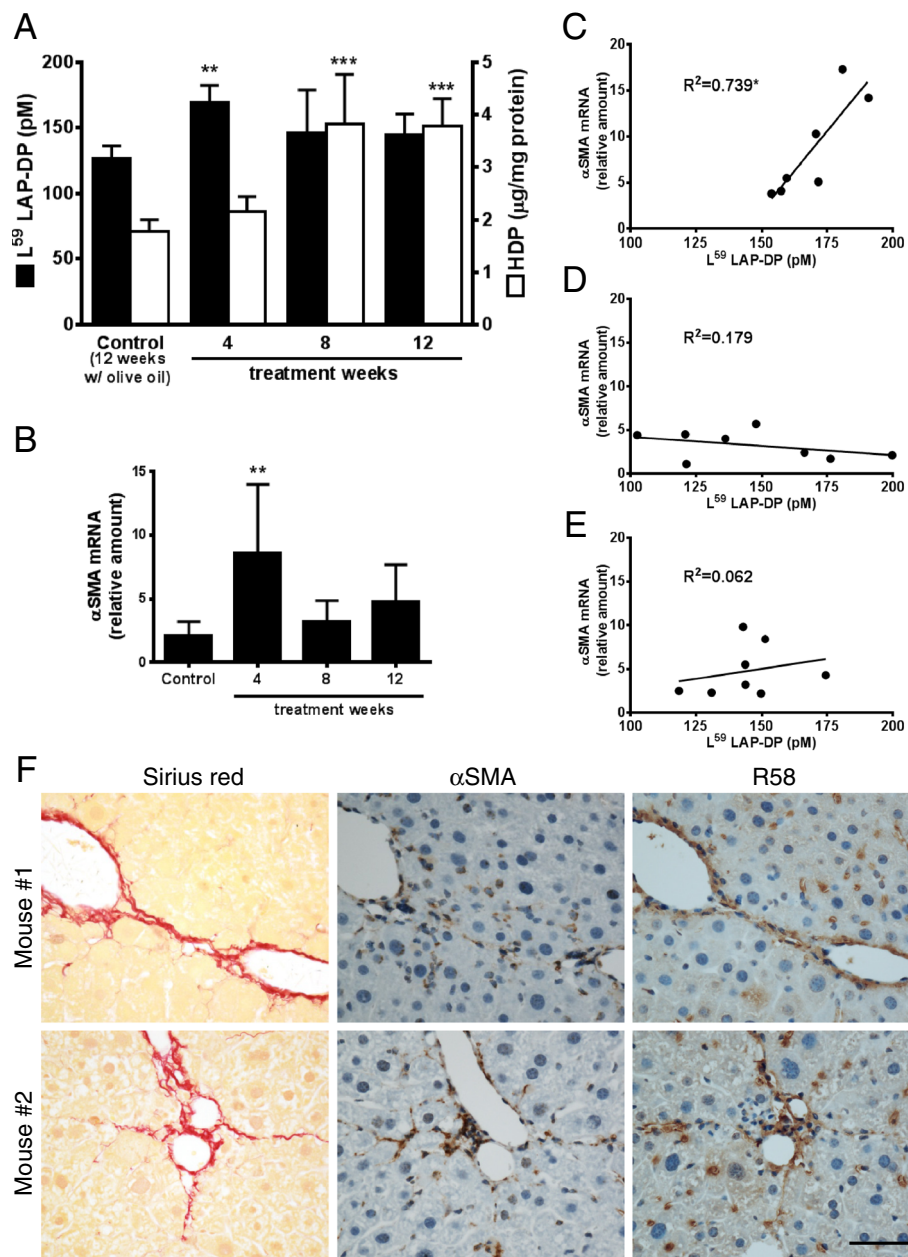 A
200
150
100
50
0
L⁵⁹ LAP-DP (pM)
**
***
***
5
4
3
2
1
0
HDP (μg/mg protein)
Control
(12 weeks
w/ olive oil)
4
8
12
treatment weeks
B
15
10
5
0
αSMA mRNA
(relative amount)
**
Control
4
8
12
treatment weeks
C
20
15
10
5
0
αSMA mRNA
(relative amount)
R²=0.739*
100
125
150
175
200
L⁵⁹ LAP-DP (pM)
D
20
15
10
5
0
αSMA mRNA
(relative amount)
R²=0.179
100
125
150
175
200
L⁵⁹ LAP-DP (pM)
E
20
15
10
5
0
αSMA mRNA
(relative amount)
R²=0.062
100
125
150
175
200
L⁵⁹ LAP-DP (pM)
F
Sirius red
αSMA
R58
Mouse #1
Mouse #2